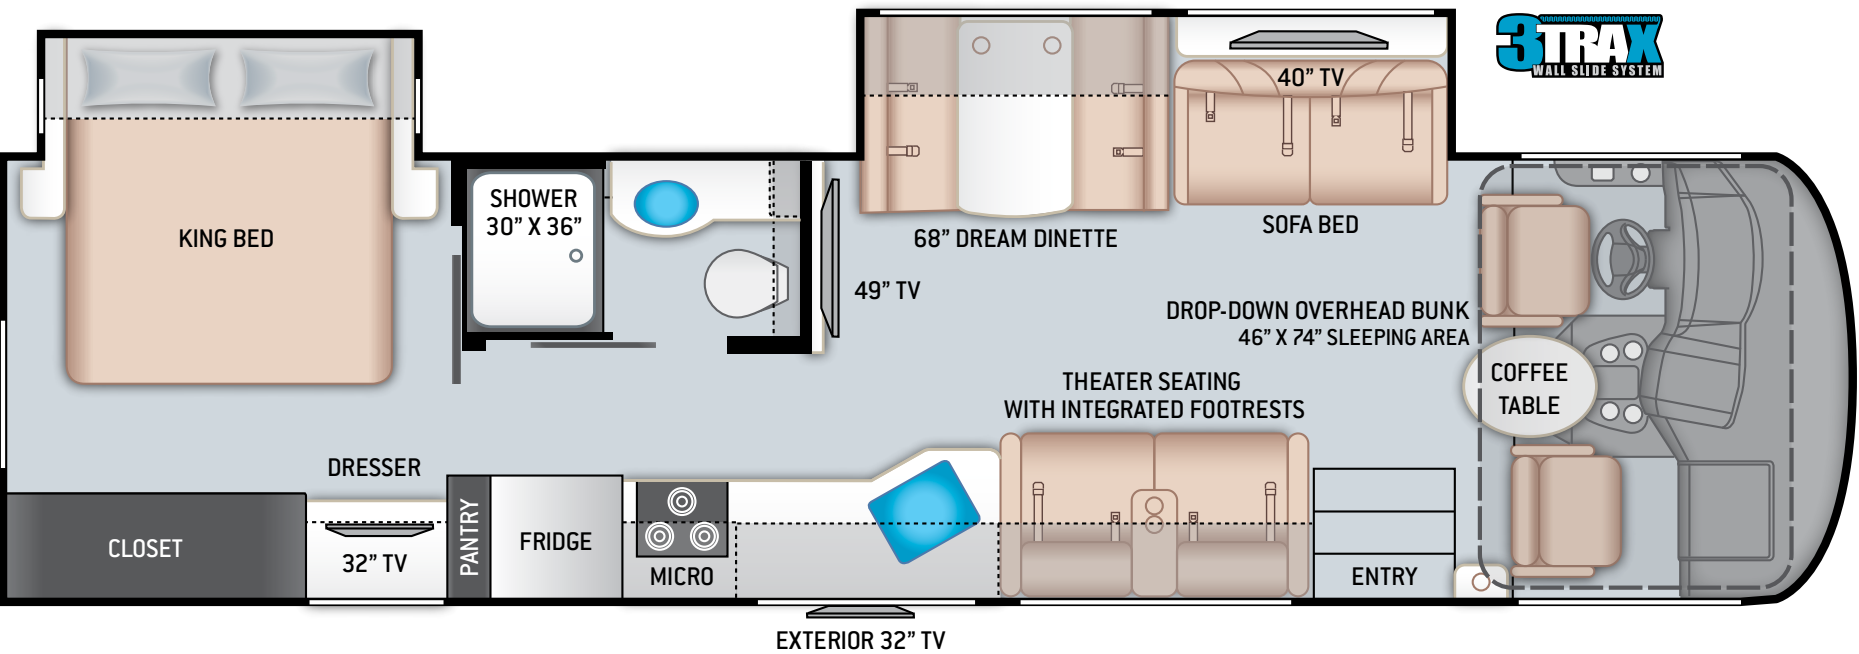 3TRAX
WALL SLIDE SYSTEM
40” TV
SHOWER
30” X 36”
KING BED
68” DREAM DINETTE
SOFA BED
49” TV
DROP-DOWN OVERHEAD BUNK
46” X 74” SLEEPING AREA
COFFEE
TABLE
THEATER SEATING
WITH INTEGRATED FOOTRESTS
DRESSER
CLOSET
32” TV
PANTRY
FRIDGE
MICRO
ENTRY
EXTERIOR 32” TV